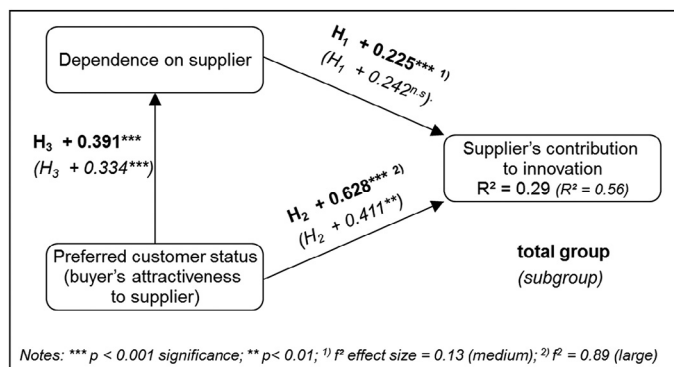 Dependence on supplier
H₁ + 0.225*** ¹⁾
(H₁ + 0.242ⁿ·ˢ).
H₃ + 0.391***
(H₃ + 0.334***)
Supplier's contribution
to innovation
R² = 0.29 (R² = 0.56)
H₂ + 0.628*** ²⁾
(H₂ + 0.411**)
Preferred customer status
(buyer's attractiveness
to supplier)
total group
(subgroup)
Notes: *** p < 0.001 significance; ** p< 0.01; ¹⁾ f² effect size = 0.13 (medium); ²⁾ f² = 0.89 (large)